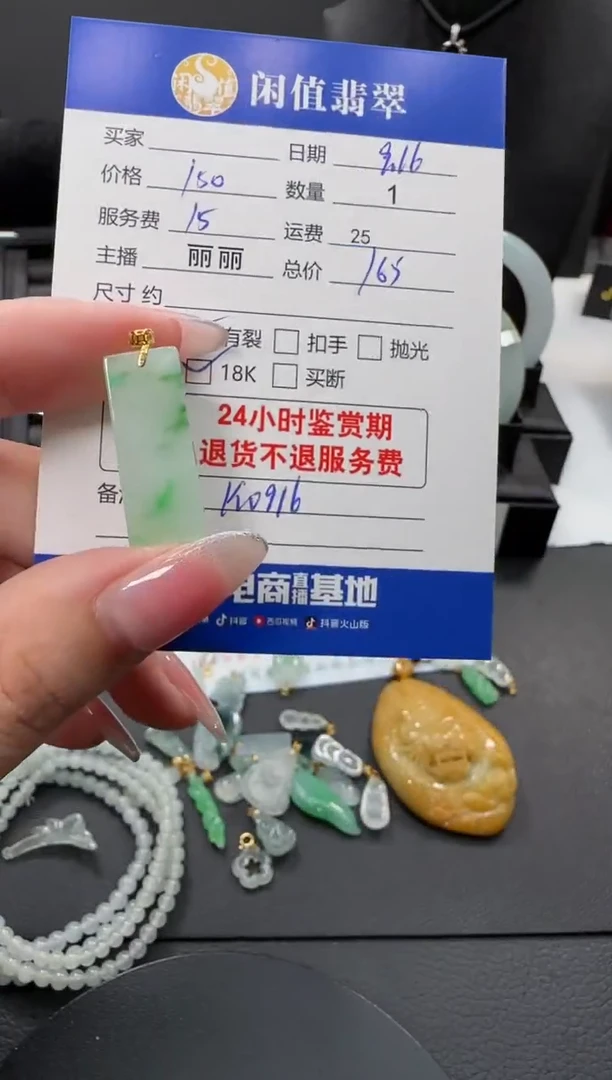 闲值翡翠
买家 日期 9.16
价格 150 数量 1
服务费 15 运费 25
主播 丽丽 总价 165
尺寸 约
有裂 扣手 抛光
18K 买断
24小时鉴赏期
退货不退服务费
备 K0916
电商直播基地
抖音 西瓜视频 抖音火山版